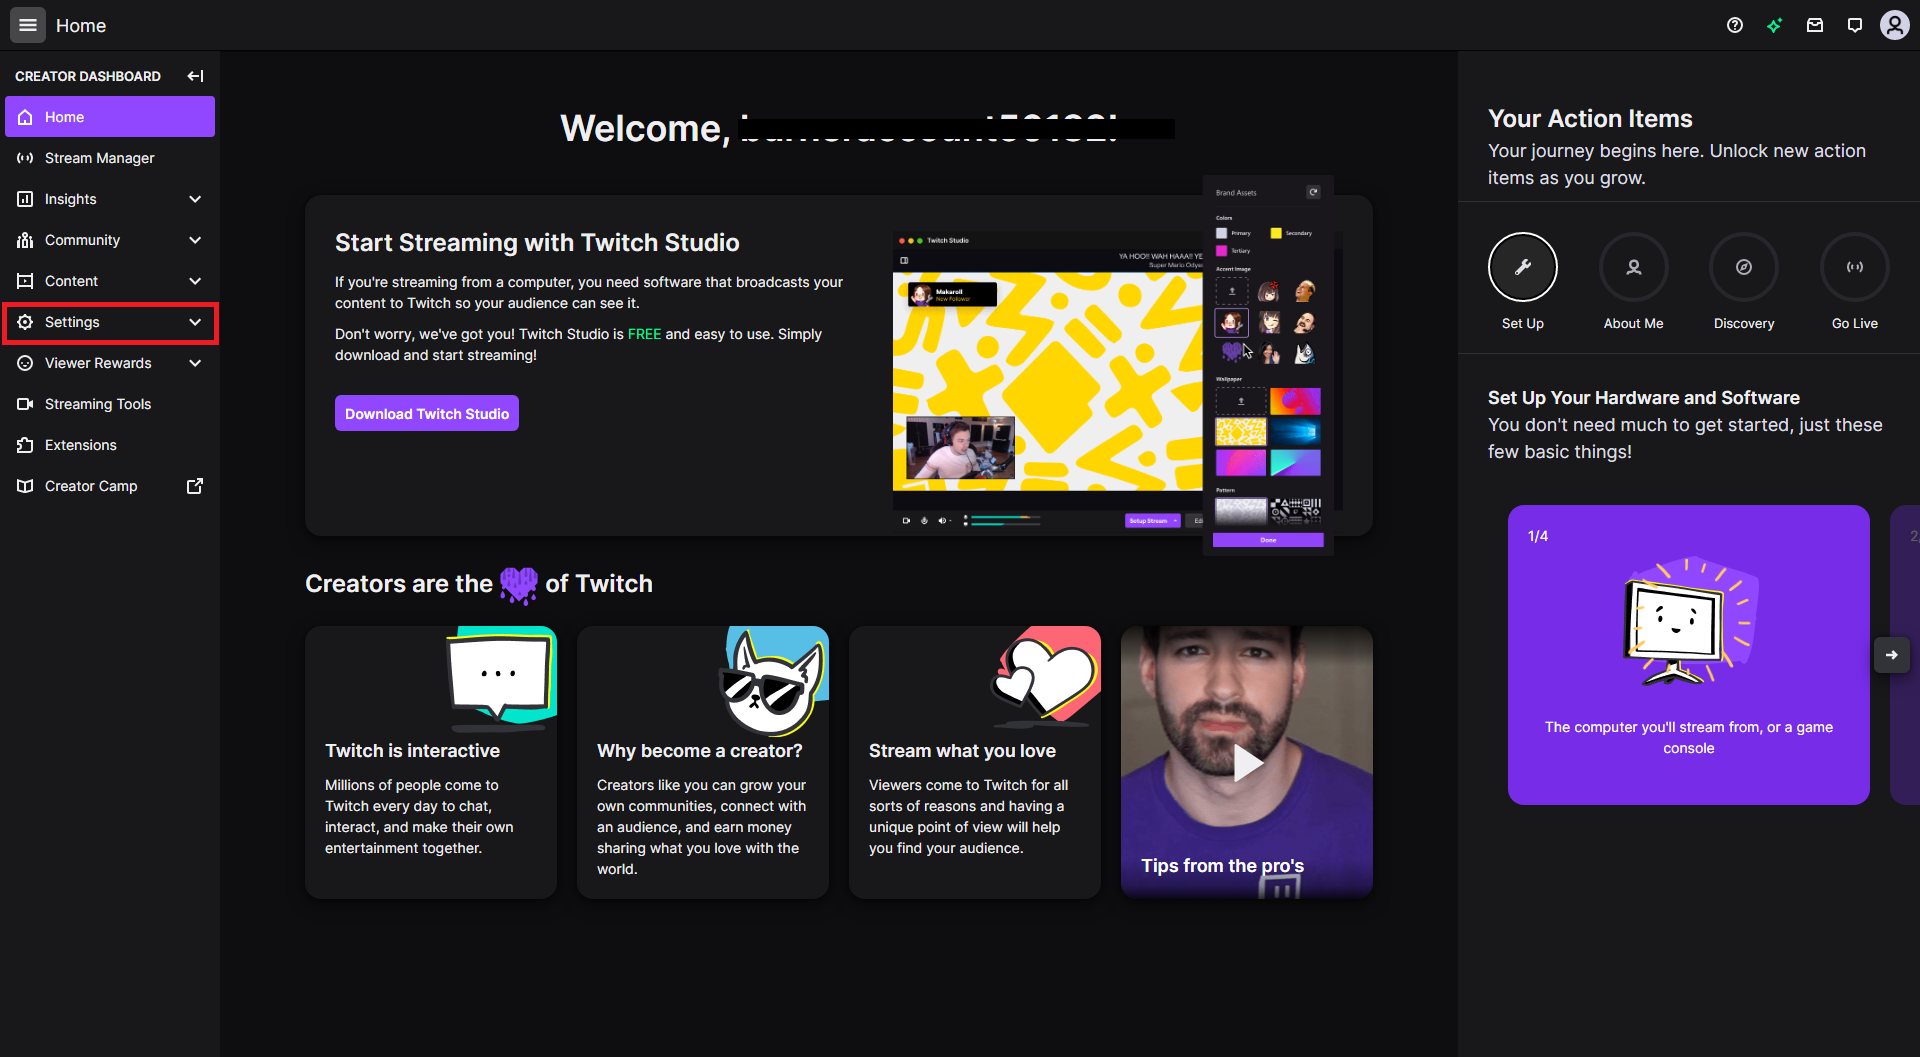 Home
CREATOR DASHBOARD
Home
Stream Manager
Insights
Community
Content
Settings
Viewer Rewards
Streaming Tools
Extensions
Creator Camp
Welcome,
Start Streaming with Twitch Studio
If you're streaming from a computer, you need software that broadcasts your
content to Twitch so your audience can see it.
Don't worry, we've got you! Twitch Studio is FREE and easy to use. Simply
download and start streaming!
Download Twitch Studio
Twitch Studio
YA HOO!! WAH HAAA!! YE
Super Mario Odyss
Makaroll
New Follower
Setup Stream
Brand Assets
Colors
Primary
Secondary
Tertiary
Accent Image
Wallpaper
Pattern
Done
Creators are the
of Twitch
Twitch is interactive
Millions of people come to
Twitch every day to chat,
interact, and make their own
entertainment together.
Why become a creator?
Creators like you can grow your
own communities, connect with
an audience, and earn money
sharing what you love with the
world.
Stream what you love
Viewers come to Twitch for all
sorts of reasons and having a
unique point of view will help
you find your audience.
Tips from the pro's
Your Action Items
Your journey begins here. Unlock new action
items as you grow.
Set Up
About Me
Discovery
Go Live
Set Up Your Hardware and Software
You don't need much to get started, just these
few basic things!
1/4
The computer you'll stream from, or a game
console